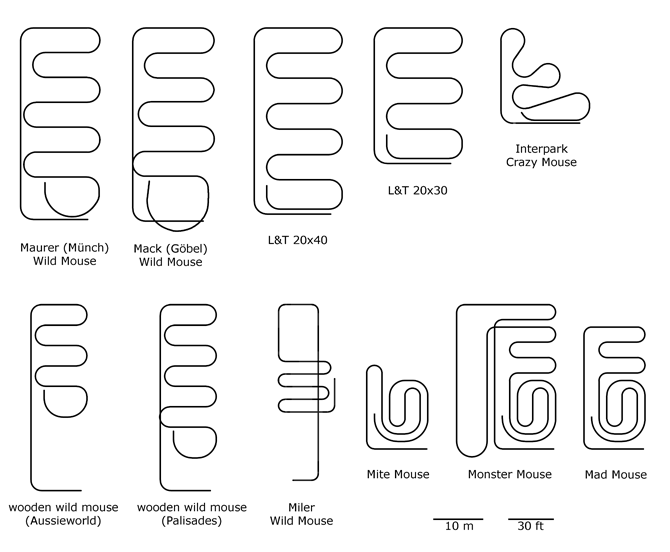 Interpark
Crazy Mouse
L&T 20x30
L&T 20x40
Maurer (Münch)
Wild Mouse
Mack (Göbel)
Wild Mouse
Mite Mouse
Monster Mouse
Mad Mouse
wooden wild mouse
(Aussieworld)
wooden wild mouse
(Palisades)
Miler
Wild Mouse
10 m
30 ft